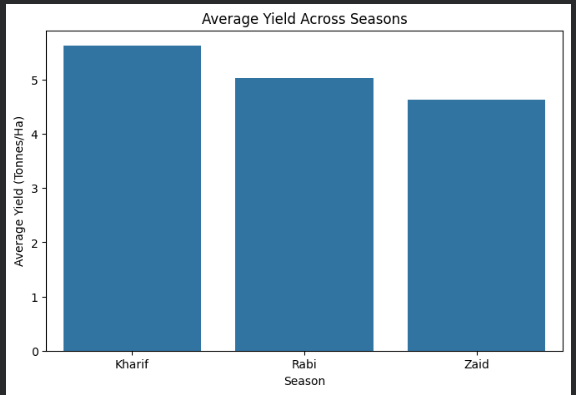 Average Yield Across Seasons
Average Yield (Tonnes/Ha)
5
4
3
2
1
0
Kharif Rabi Zaid
Season